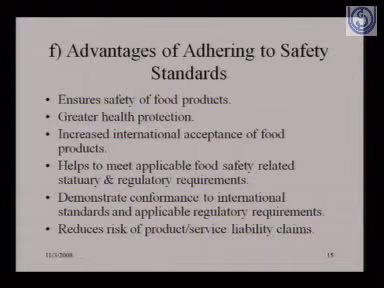 f) Advantages of Adhering to Safety
Standards
• Ensures safety of food products.
• Greater health protection.
• Increased international acceptance of food
products.
• Helps to meet applicable food safety related
statuary & regulatory requirements.
• Demonstrate conformance to international
standards and applicable regulatory requirements.
• Reduces risk of product/service liability claims.
11/3/2008
15